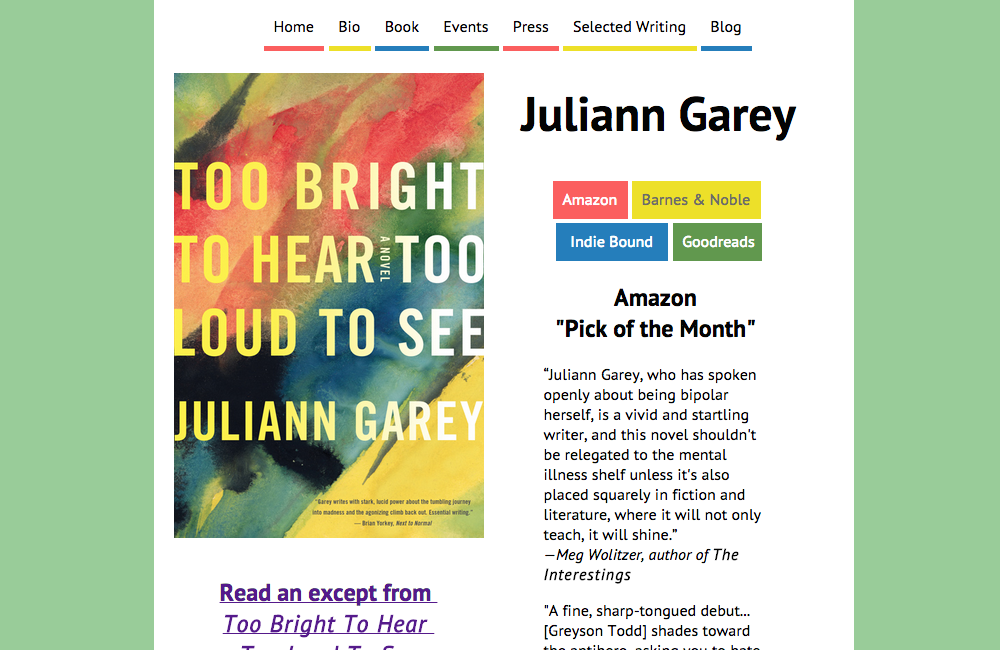 Home Bio Book Events Press Selected Writing Blog
TOO BRIGHT
TO HEAR A NOVEL TOO
LOUD TO SEE
JULIANN GAREY
"Garey writes with stark, lucid power about the tumbling journey
into madness and the agonizing climb back out. Essential writing."
— Brian Yorkey, Next to Normal
Read an except from
Too Bright To Hear
Juliann Garey
Amazon Barnes & Noble
Indie Bound Goodreads
Amazon
"Pick of the Month"
“Juliann Garey, who has spoken
openly about being bipolar
herself, is a vivid and startling
writer, and this novel shouldn't
be relegated to the mental
illness shelf unless it's also
placed squarely in fiction and
literature, where it will not only
teach, it will shine.”
—Meg Wolitzer, author of The
Interestings
"A fine, sharp-tongued debut...
[Greyson Todd] shades toward
the antihero, asking you to hate